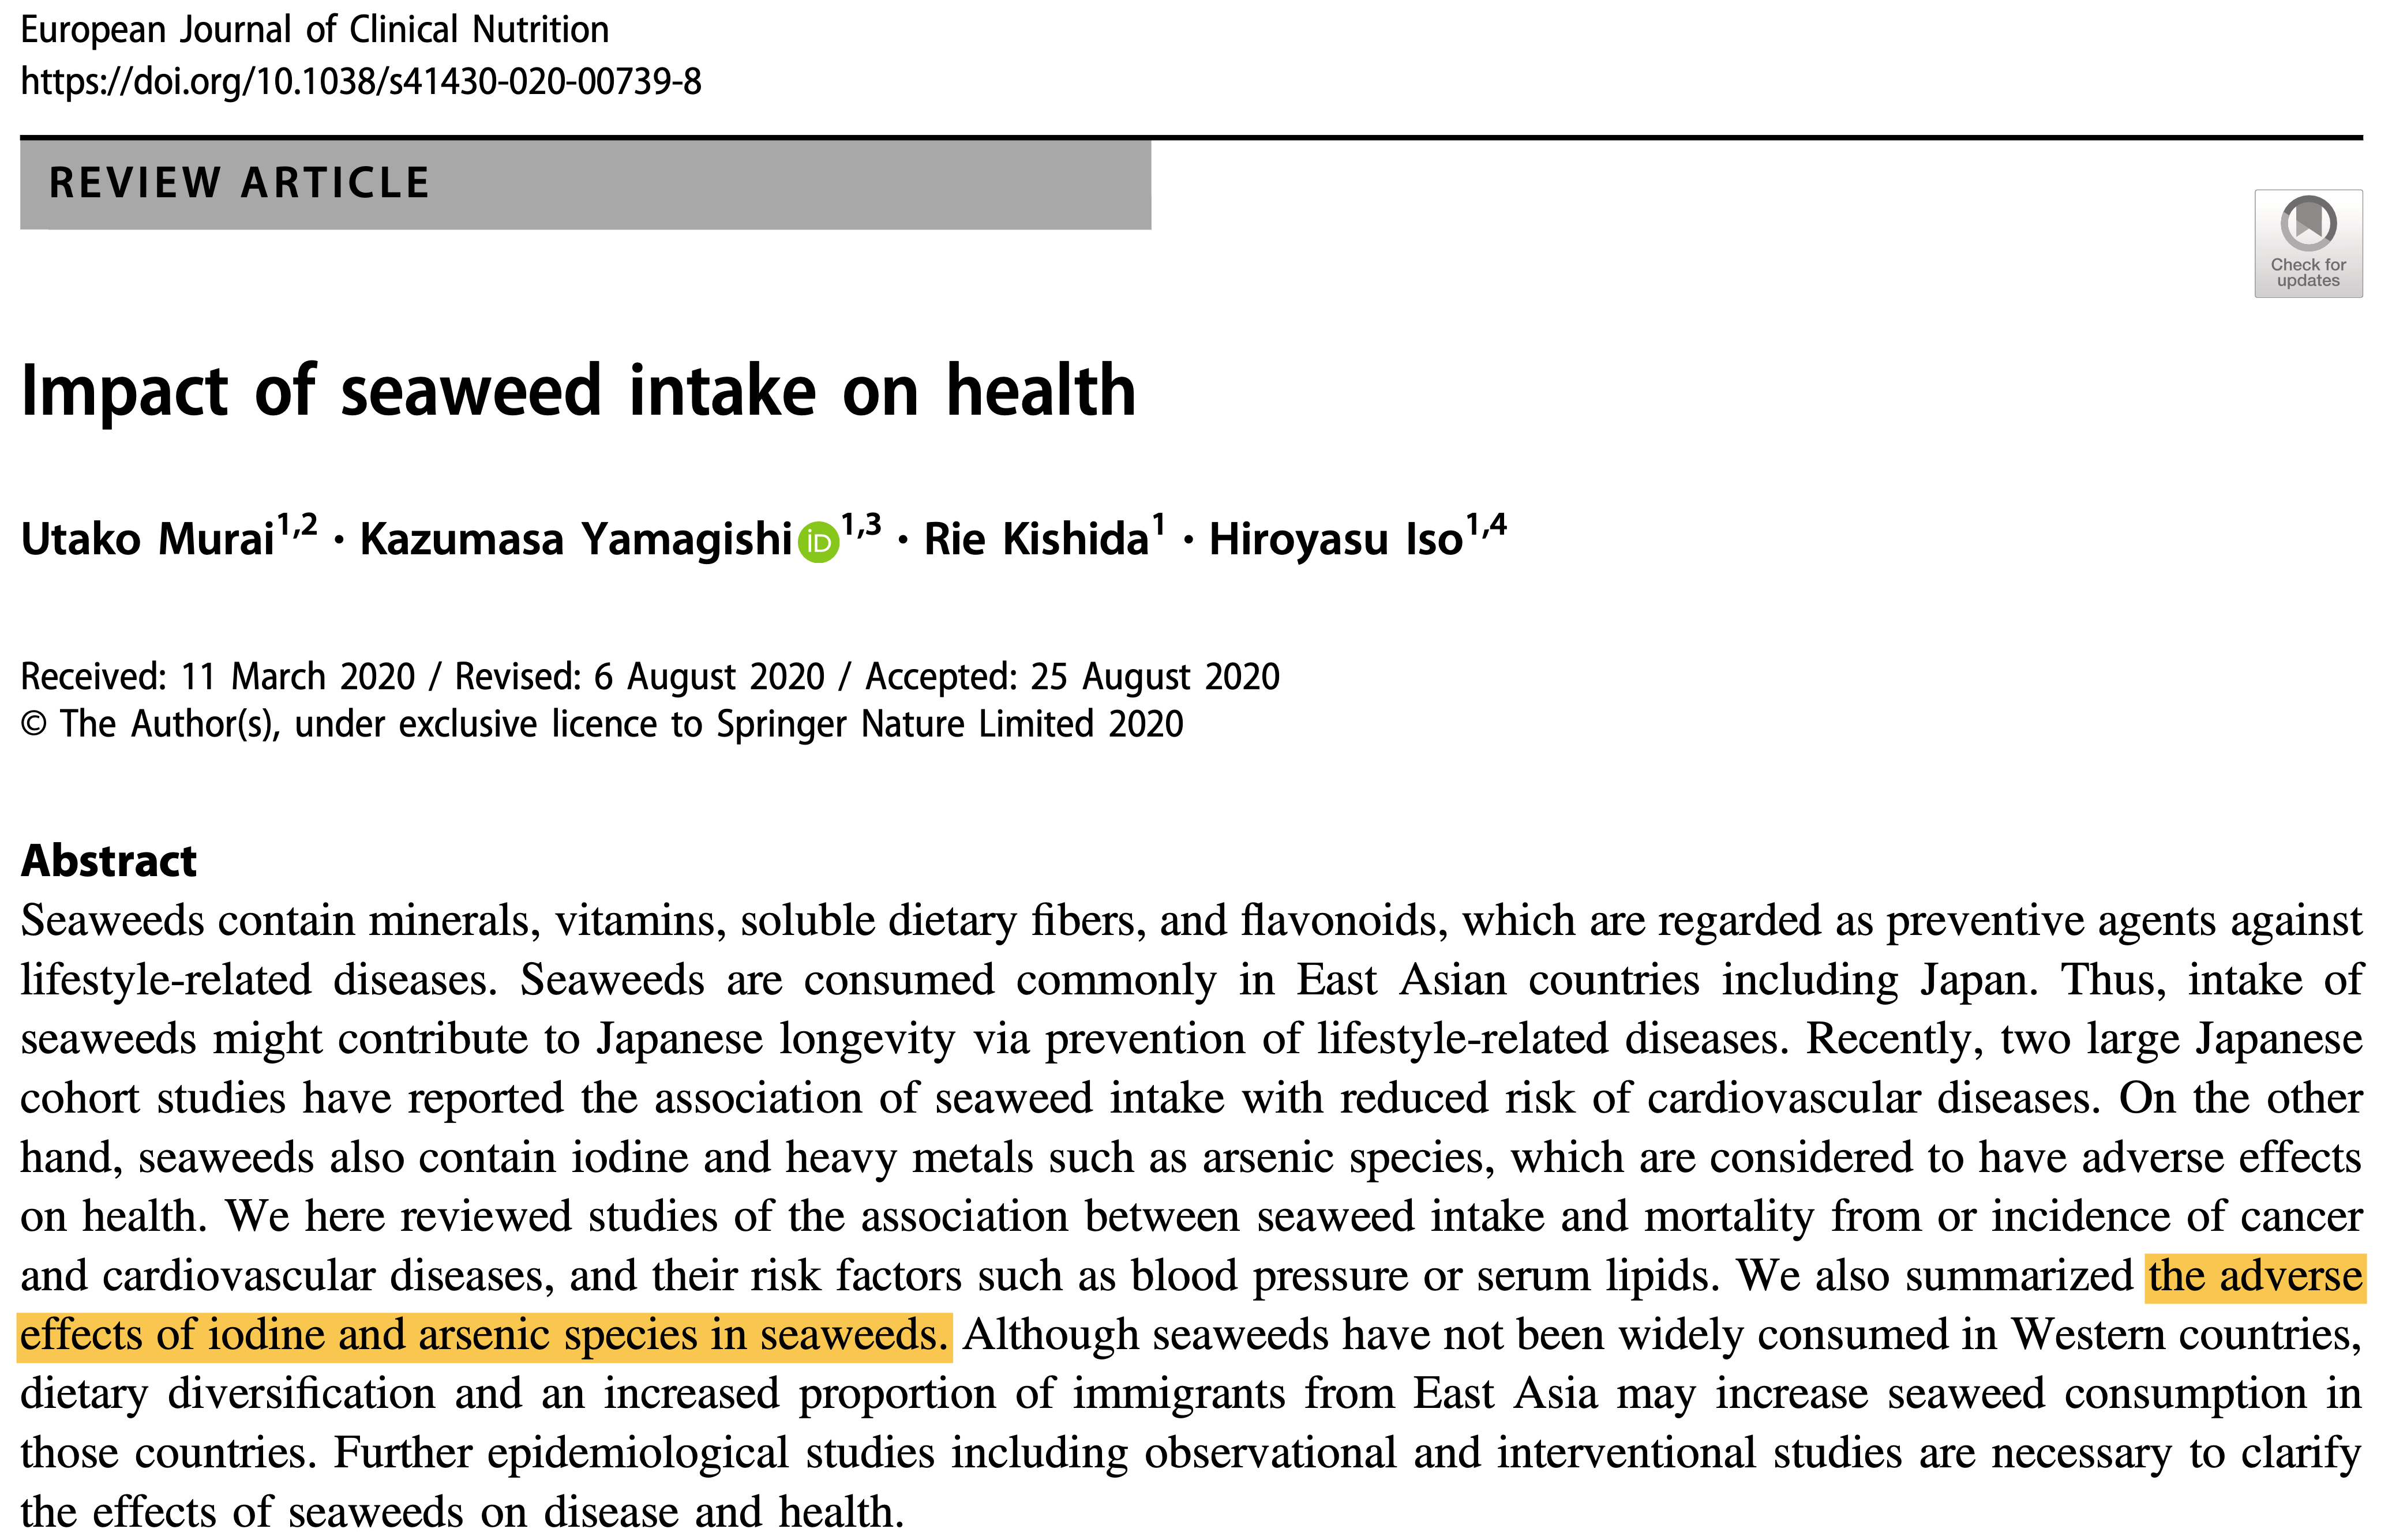 European Journal of Clinical Nutrition
https://doi.org/10.1038/s41430-020-00739-8
REVIEW ARTICLE
Check for
updates
Impact of seaweed intake on health
Utako Murai1,2 · Kazumasa Yamagishi iD 1,3 · Rie Kishida1 · Hiroyasu Iso1,4
Received: 11 March 2020 / Revised: 6 August 2020 / Accepted: 25 August 2020
© The Author(s), under exclusive licence to Springer Nature Limited 2020
Abstract
Seaweeds contain minerals, vitamins, soluble dietary fibers, and flavonoids, which are regarded as preventive agents against
lifestyle-related diseases. Seaweeds are consumed commonly in East Asian countries including Japan. Thus, intake of
seaweeds might contribute to Japanese longevity via prevention of lifestyle-related diseases. Recently, two large Japanese
cohort studies have reported the association of seaweed intake with reduced risk of cardiovascular diseases. On the other
hand, seaweeds also contain iodine and heavy metals such as arsenic species, which are considered to have adverse effects
on health. We here reviewed studies of the association between seaweed intake and mortality from or incidence of cancer
and cardiovascular diseases, and their risk factors such as blood pressure or serum lipids. We also summarized the adverse
effects of iodine and arsenic species in seaweeds. Although seaweeds have not been widely consumed in Western countries,
dietary diversification and an increased proportion of immigrants from East Asia may increase seaweed consumption in
those countries. Further epidemiological studies including observational and interventional studies are necessary to clarify
the effects of seaweeds on disease and health.